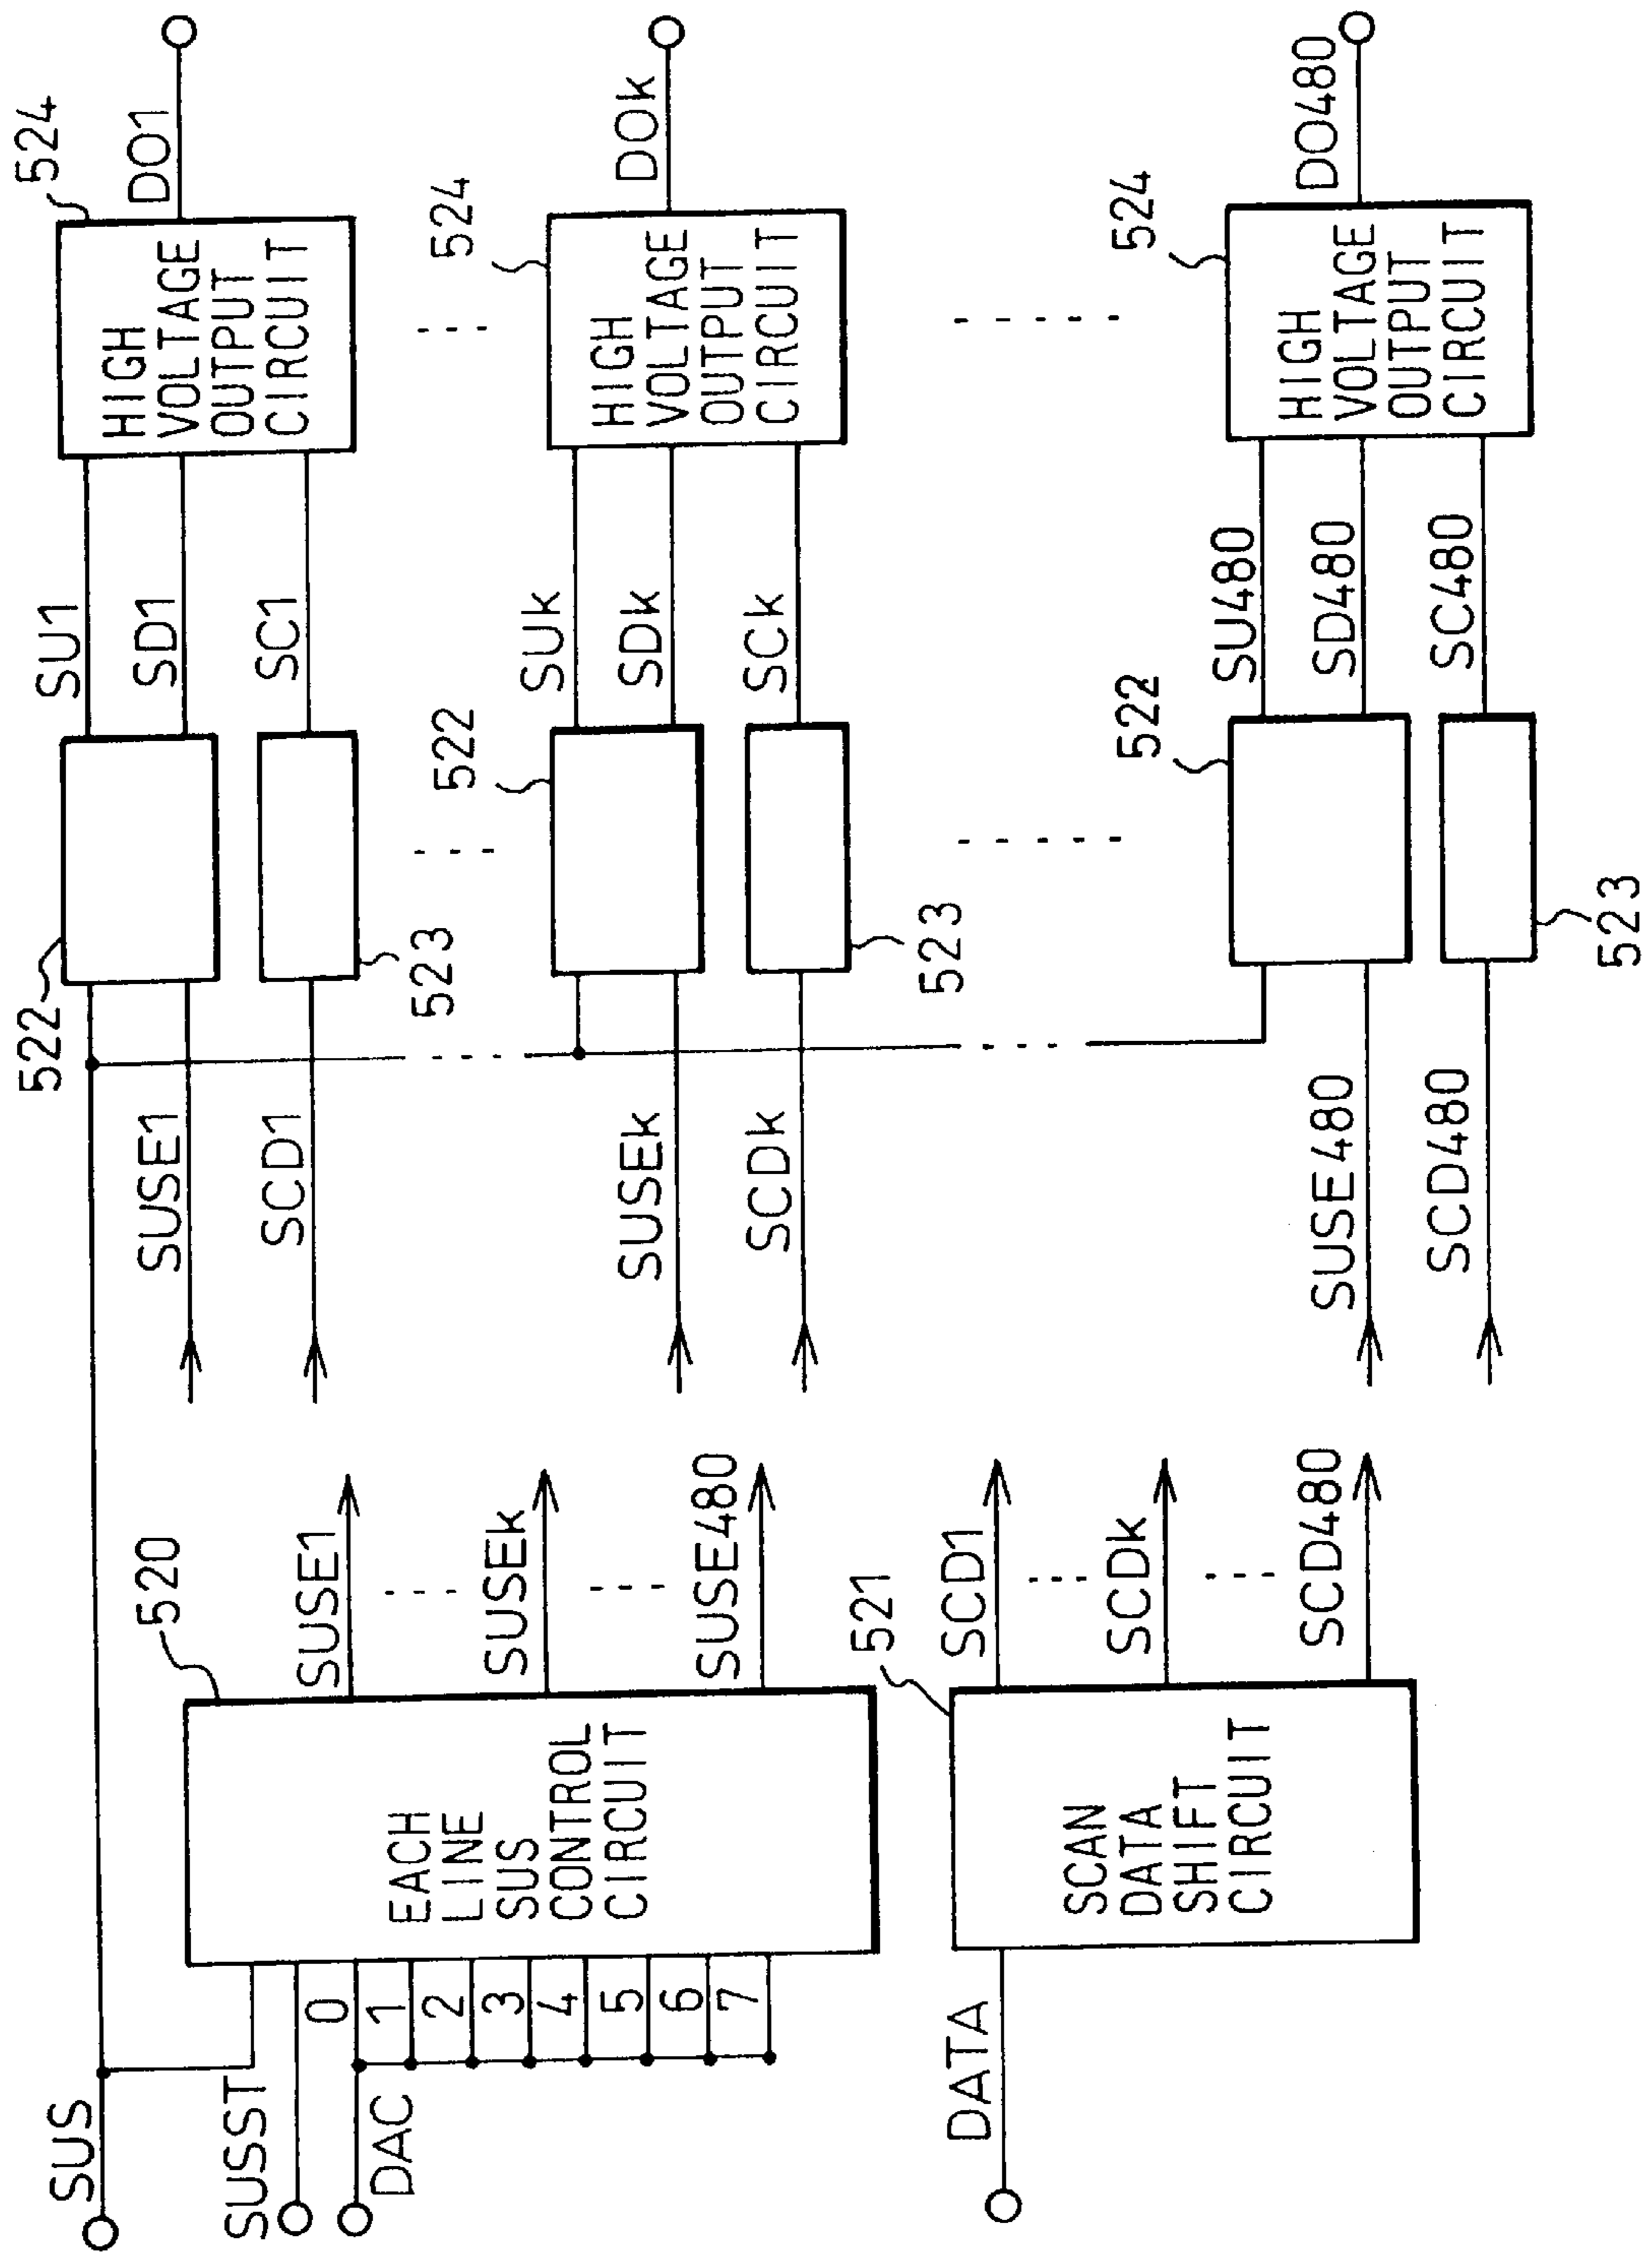 SUS
SUSST
DAC
0
1
2
3
4
5
6
7
520
EACH
LINE
SUS
CONTROL
CIRCUIT
SUSE1
SUSEk
SUSE480
DATA
521
SCAN
DATA
SHIFT
CIRCUIT
SCD1
SCDk
SCD480
SUSE1
SCD1
522
523
SU1
SD1
SC1
524
HIGH
VOLTAGE
OUTPUT
CIRCUIT
DO1
SUSEk
SCDk
522
523
SUk
SDk
SCk
524
HIGH
VOLTAGE
OUTPUT
CIRCUIT
DOk
SUSE480
SCD480
522
523
SU480
SD480
SC480
524
HIGH
VOLTAGE
OUTPUT
CIRCUIT
DO480